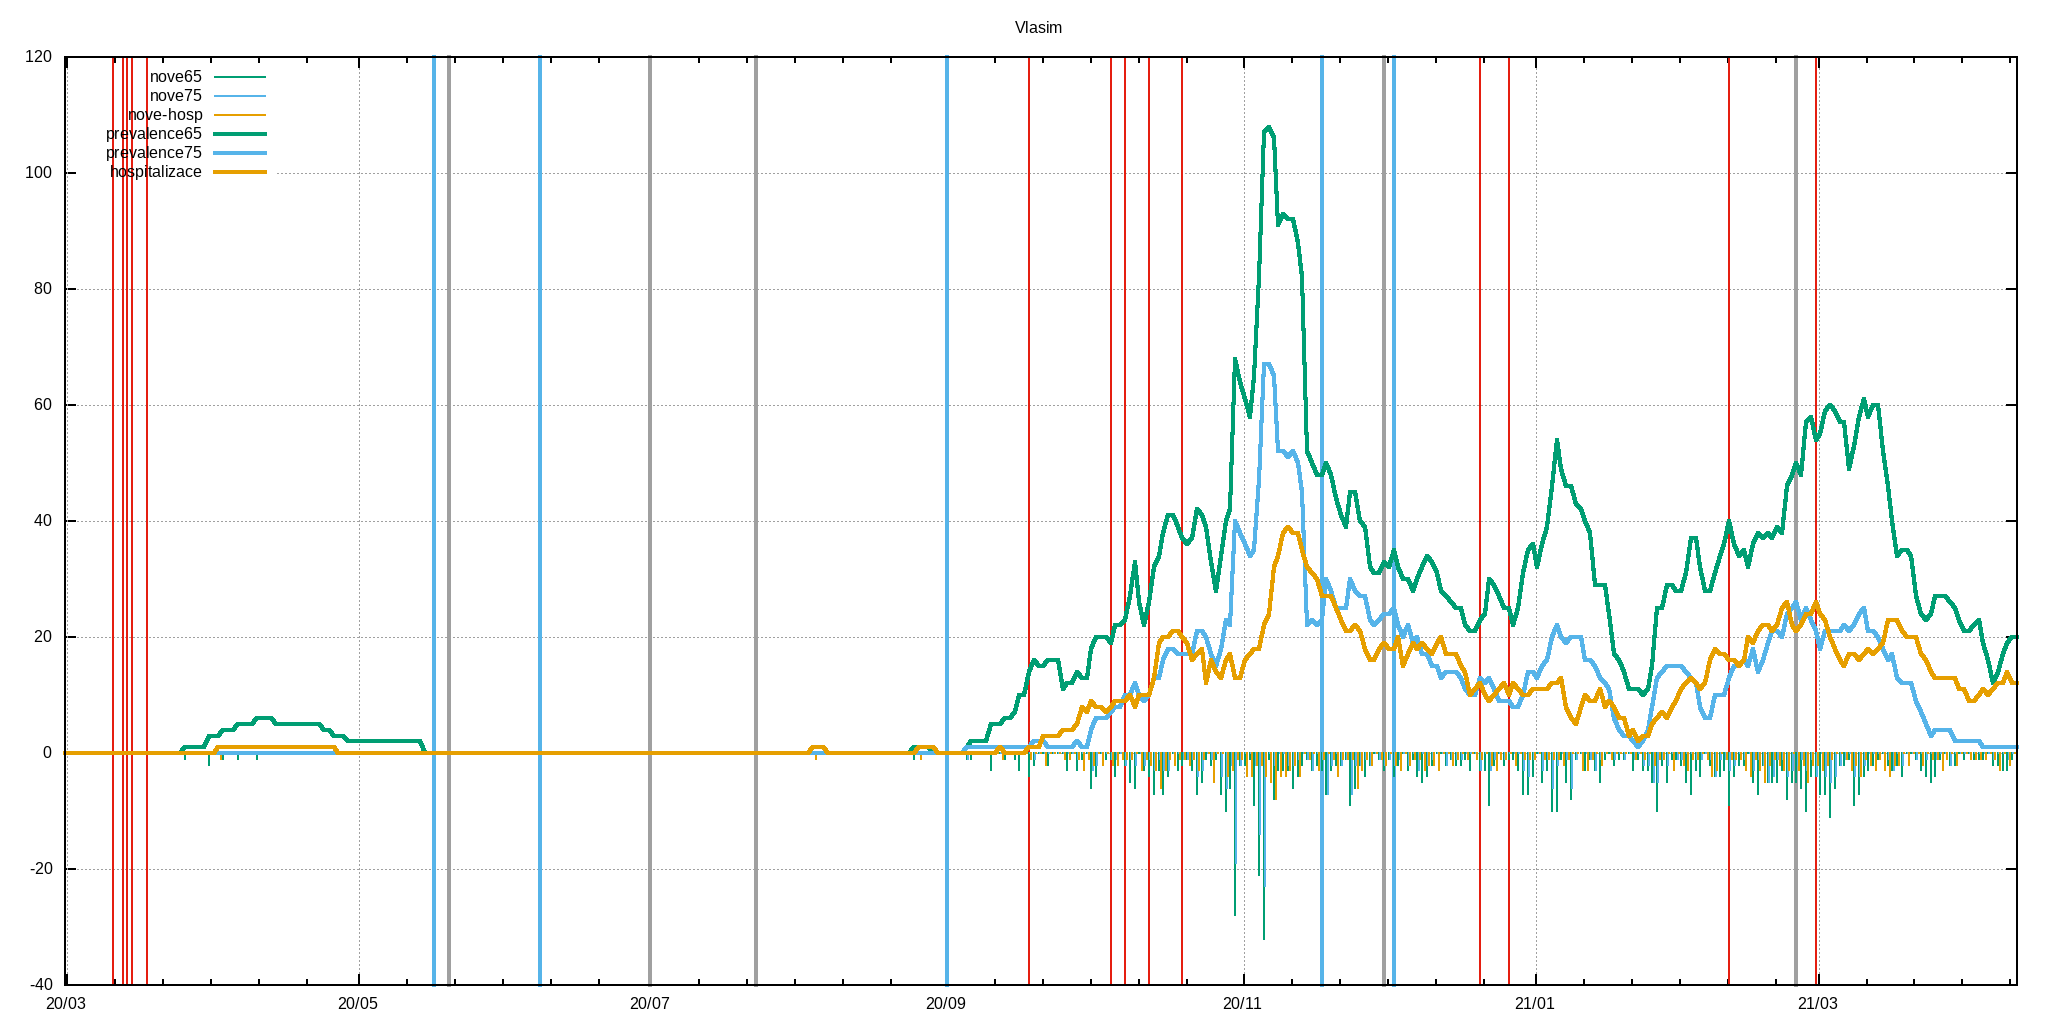 Vlasim
120
nove65
nove75
nove-hosp
prevalence65
prevalence75
hospitalizace
100
80
60
40
20
0
-20
-40
20/03 20/05 20/07 20/09 20/11 21/01 21/03